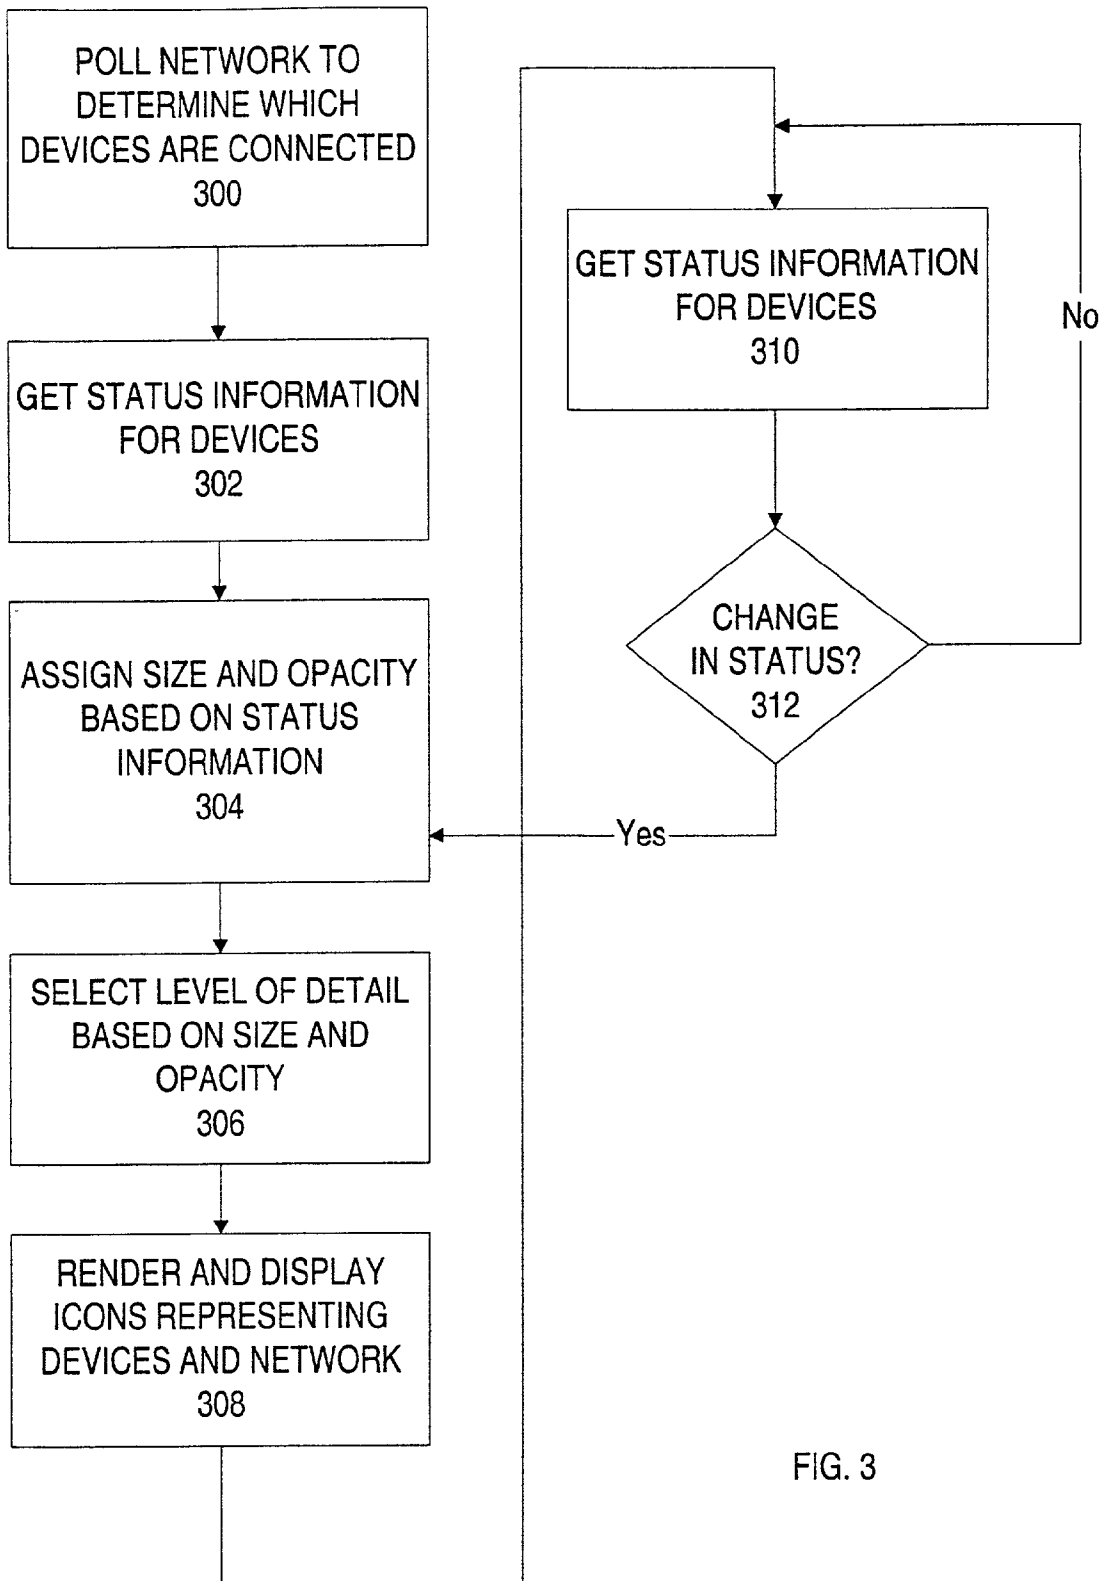 POLL NETWORK TO
DETERMINE WHICH
DEVICES ARE CONNECTED
300
GET STATUS INFORMATION
FOR DEVICES
302
ASSIGN SIZE AND OPACITY
BASED ON STATUS
INFORMATION
304
SELECT LEVEL OF DETAIL
BASED ON SIZE AND
OPACITY
306
RENDER AND DISPLAY
ICONS REPRESENTING
DEVICES AND NETWORK
308
GET STATUS INFORMATION
FOR DEVICES
310
No
CHANGE
IN STATUS?
312
Yes
FIG. 3